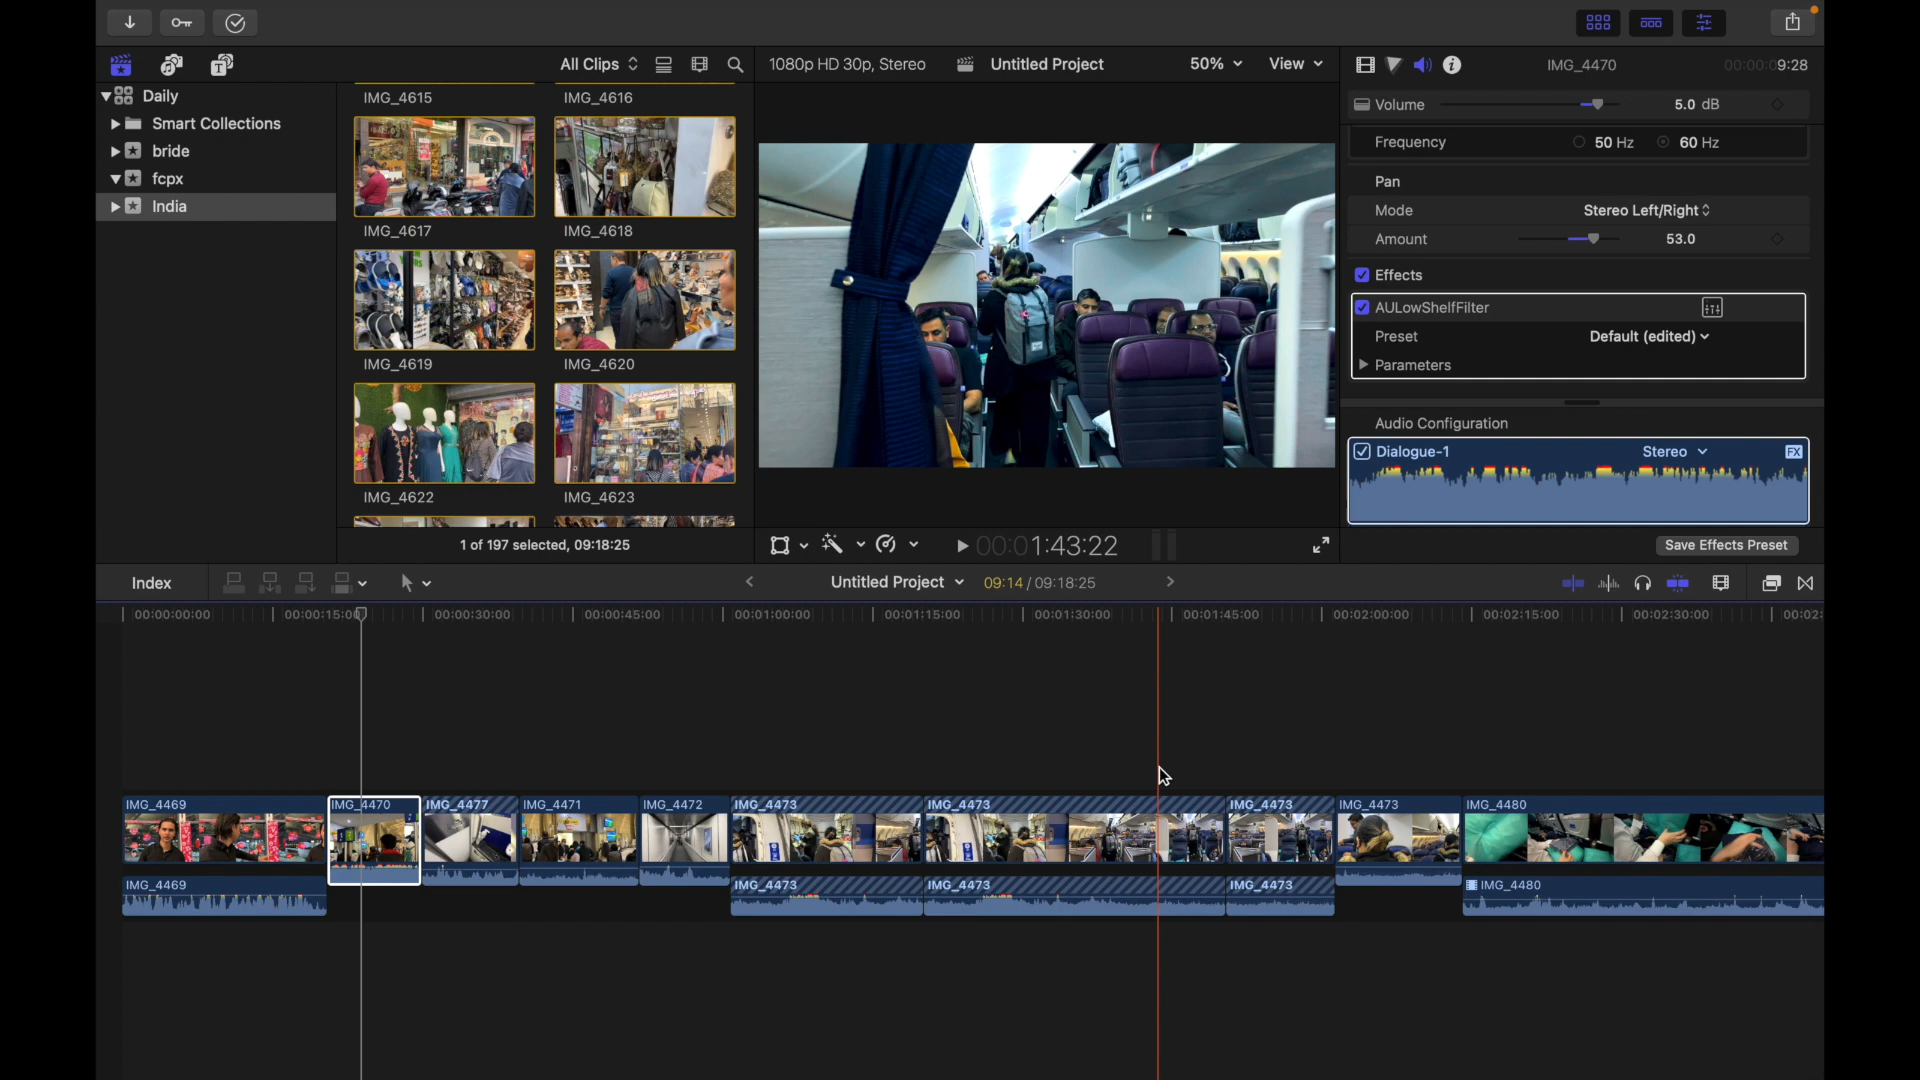 All Clips
1080p HD 30p, Stereo
Untitled Project
50%
View
IMG_4470
00:00:09:28
Daily
Smart Collections
bride
fcpx
India
IMG_4615
IMG_4616
IMG_4617
IMG_4618
IMG_4619
IMG_4620
IMG_4622
IMG_4623
1 of 197 selected, 09:18:25
00:01:43:22
Volume
5.0 dB
Frequency
50 Hz
60 Hz
Pan
Mode
Stereo Left/Right
Amount
53.0
Effects
AULowShelfFilter
Preset
Default (edited)
Parameters
Audio Configuration
Dialogue-1
Stereo
FX
Save Effects Preset
Index
Untitled Project
09:14 / 09:18:25
00:00:00:00
00:00:15:00
00:00:30:00
00:00:45:00
00:01:00:00
00:01:15:00
00:01:30:00
00:01:45:00
00:02:00:00
00:02:15:00
00:02:30:00
00:02:
IMG_4469
IMG_4470
IMG_4477
IMG_4471
IMG_4472
IMG_4473
IMG_4473
IMG_4473
IMG_4473
IMG_4480
IMG_4469
IMG_4473
IMG_4473
IMG_4473
IMG_4480